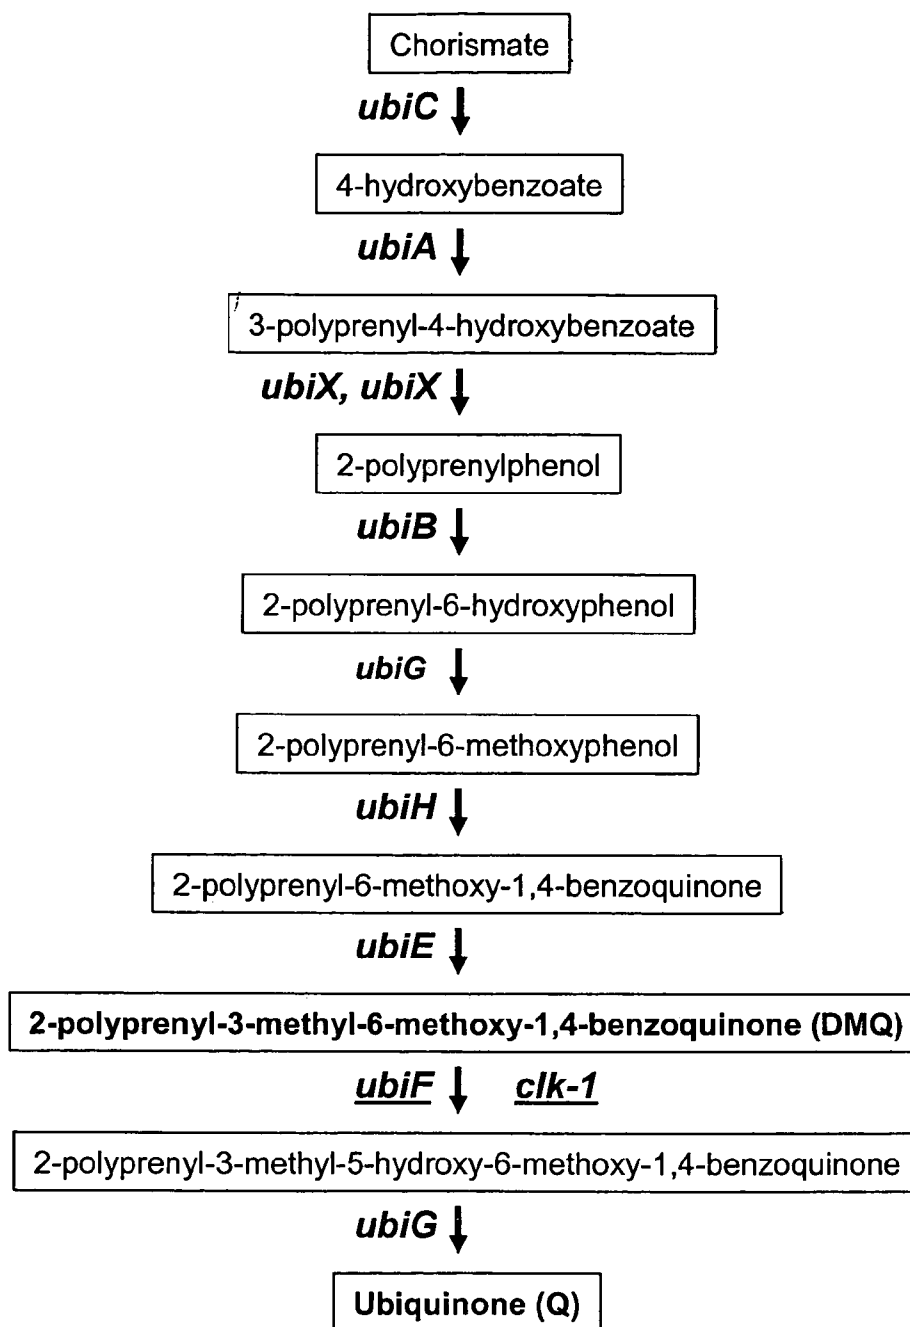 Chorismate
ubiC
4-hydroxybenzoate
ubiA
3-polyprenyl-4-hydroxybenzoate
ubiX, ubiX
2-polyprenylphenol
ubiB
2-polyprenyl-6-hydroxyphenol
ubiG
2-polyprenyl-6-methoxyphenol
ubiH
2-polyprenyl-6-methoxy-1,4-benzoquinone
ubiE
2-polyprenyl-3-methyl-6-methoxy-1,4-benzoquinone (DMQ)
ubiF clk-1
2-polyprenyl-3-methyl-5-hydroxy-6-methoxy-1,4-benzoquinone
ubiG
Ubiquinone (Q)